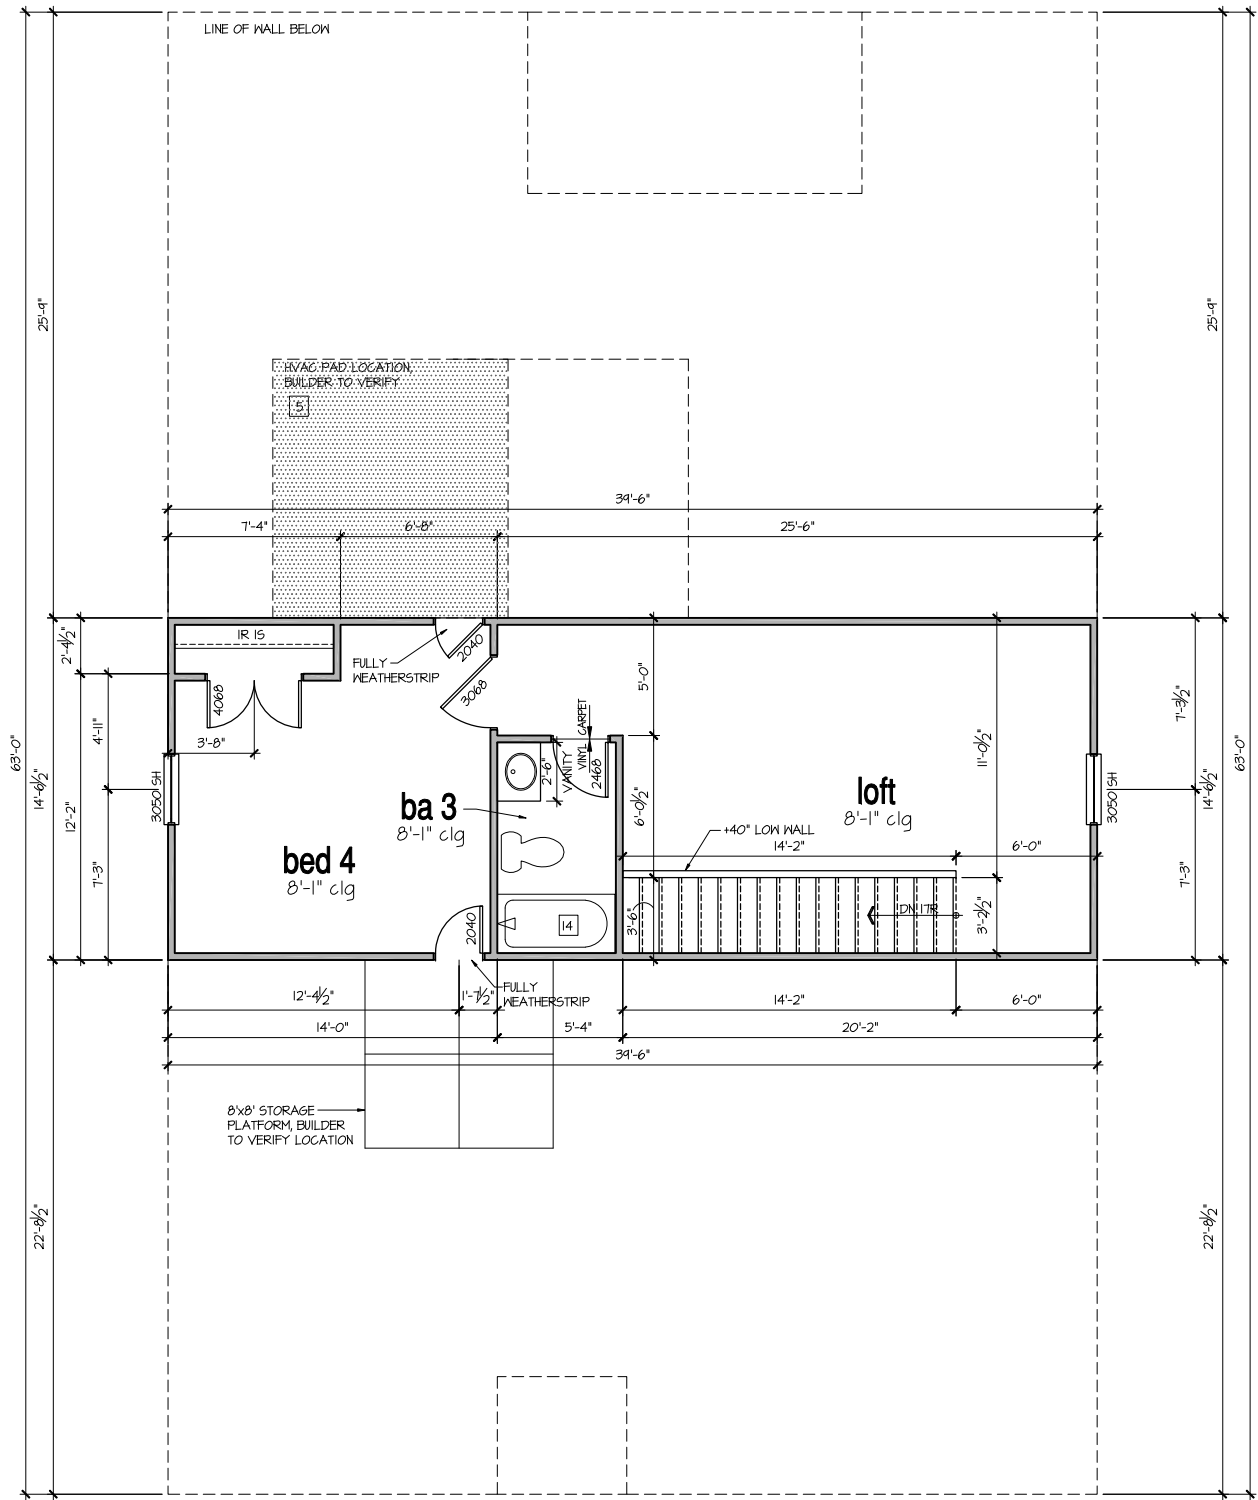 LINE OF WALL BELOW
25'-9"
25'-9"
HVAC PAD LOCATION,
BUILDER TO VERIFY
5
39'-6"
7'-4"
6'-8"
25'-6"
1R 1S
2'-4½"
FULLY
WEATHERSTRIP
2040
3068
4068
3'-8"
4'-11"
5'-0"
CARPET
VINYL
VANITY
2'-6"
2468
7'-3½"
11'-0½"
63'-0"
14'-6½"
12'-2"
3050 SH
3050 SH
14'-6½"
63'-0"
ba 3
8'-1" clg
6'-0½"
loft
8'-1" clg
+40" LOW WALL
14'-2"
6'-0"
bed 4
8'-1" clg
7'-3"
7'-3"
2040
14
3'-6"
DN 17R
3'-2½"
FULLY
WEATHERSTRIP
12'-4½"
1'-7½"
14'-2"
6'-0"
14'-0"
5'-4"
20'-2"
39'-6"
8'x8' STORAGE
PLATFORM, BUILDER
TO VERIFY LOCATION
22'-8½"
22'-8½"